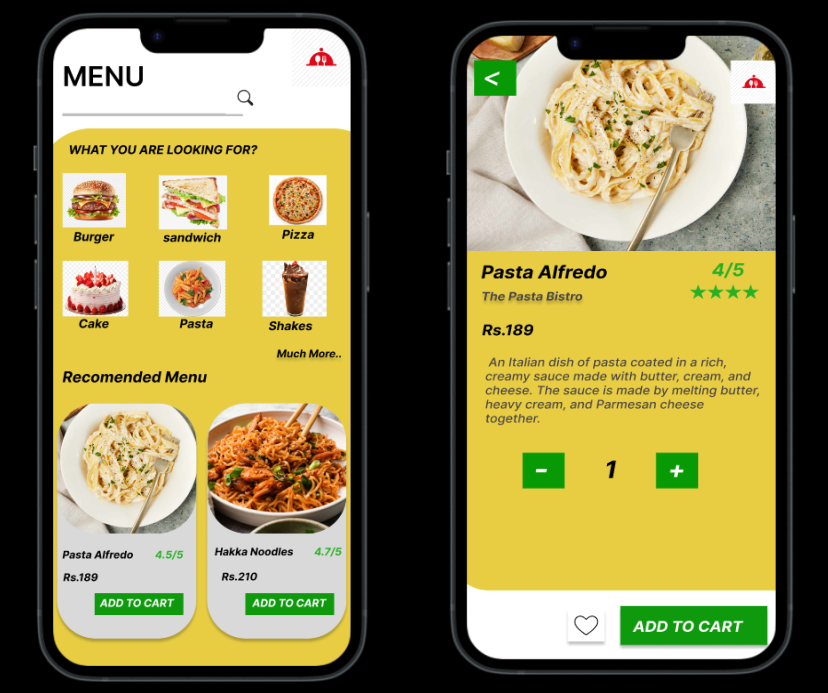 MENU
WHAT YOU ARE LOOKING FOR?
Burger
sandwich
Pizza
Cake
Pasta
Shakes
Much More..
Recomended Menu
Pasta Alfredo
4.5/5
Rs.189
ADD TO CART
Hakka Noodles
4.7/5
Rs.210
ADD TO CART
<
Pasta Alfredo
4/5
The Pasta Bistro
★★★★
Rs.189
An Italian dish of pasta coated in a rich,
creamy sauce made with butter, cream, and
cheese. The sauce is made by melting butter,
heavy cream, and Parmesan cheese
together.
- 1 +
ADD TO CART